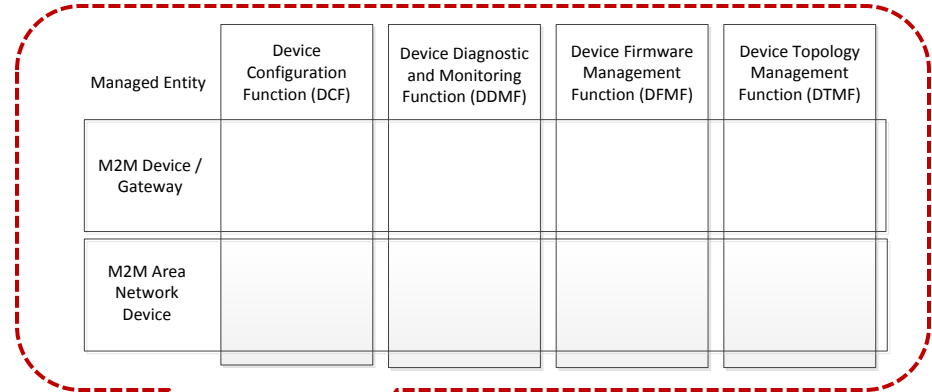 Managed Entity
Device
Configuration
Function (DCF)
Device Diagnostic
and Monitoring
Function (DDMF)
Device Firmware
Management
Function (DFMF)
Device Topology
Management
Function (DTMF)
M2M Device /
Gateway
M2M Area
Network
Device